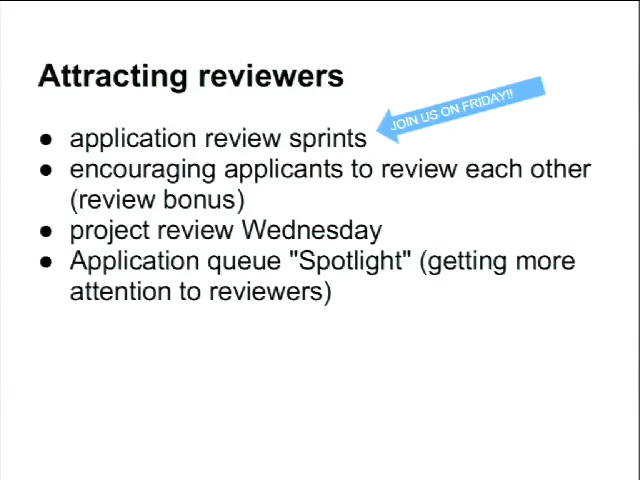 Attracting reviewers
JOIN US ON FRIDAY!!
● application review sprints
● encouraging applicants to review each other
(review bonus)
● project review Wednesday
● Application queue "Spotlight" (getting more
attention to reviewers)